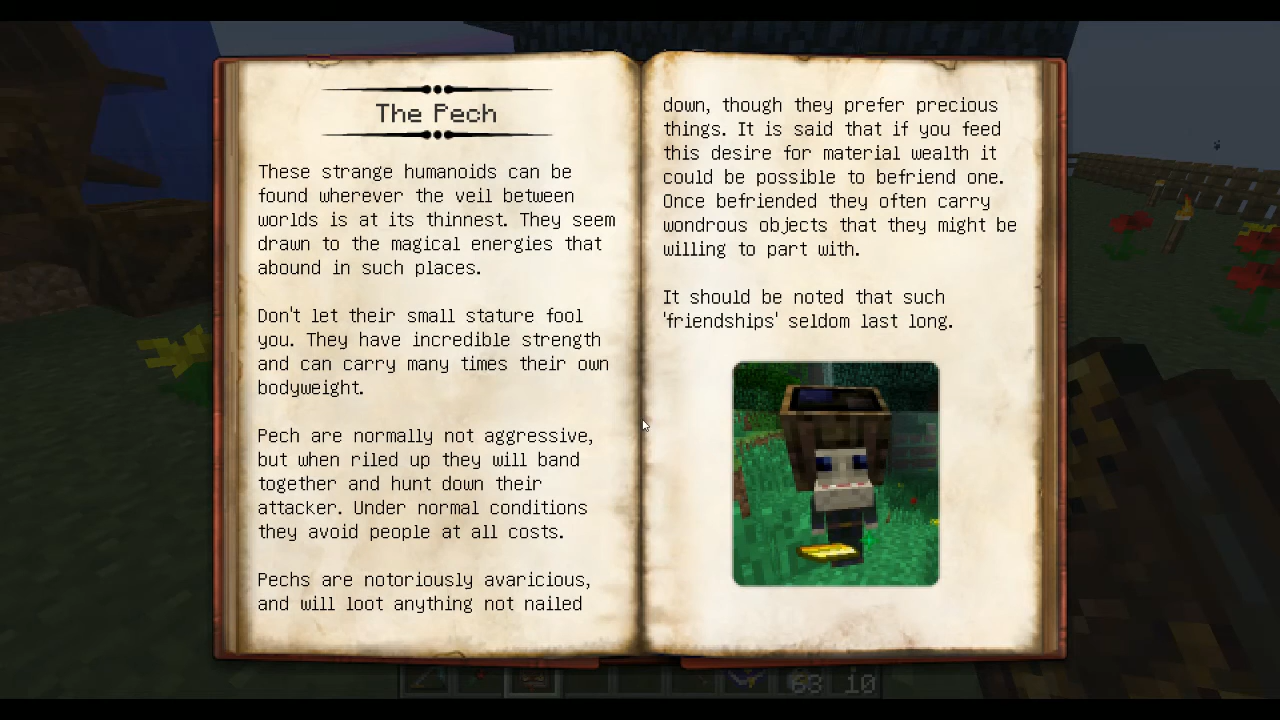 The Pech
These strange humanoids can be
found wherever the veil between
worlds is at its thinnest. They seem
drawn to the magical energies that
abound in such places.
Don't let their small stature fool
you. They have incredible strength
and can carry many times their own
bodyweight.
Pech are normally not aggressive,
but when riled up they will band
together and hunt down their
attacker. Under normal conditions
they avoid people at all costs.
Pechs are notoriously avaricious,
and will loot anything not nailed
down, though they prefer precious
things. It is said that if you feed
this desire for material wealth it
could be possible to befriend one.
Once befriended they often carry
wondrous objects that they might be
willing to part with.
It should be noted that such
'friendships' seldom last long.
63 10